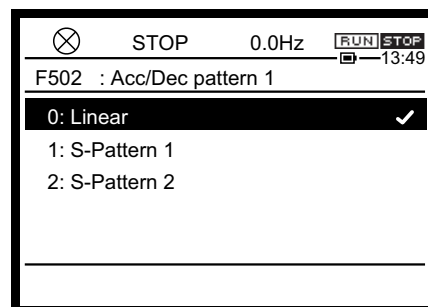 STOP 0.0Hz RUN STOP
13:49
F502 : Acc/Dec pattern 1
0: Linear
1: S-Pattern 1
2: S-Pattern 2